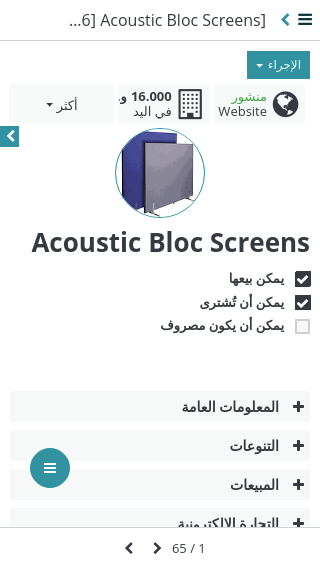 ...6] Acoustic Bloc Screens]
الإجراء
منشور
Website
16.000 و.
في اليد
أكثر
Acoustic Bloc Screens
يمكن بيعها
يمكن أن تُشترى
يمكن أن يكون مصروف
المعلومات العامة
التنوعات
المبيعات
التجارة الالكترونية
65 / 1